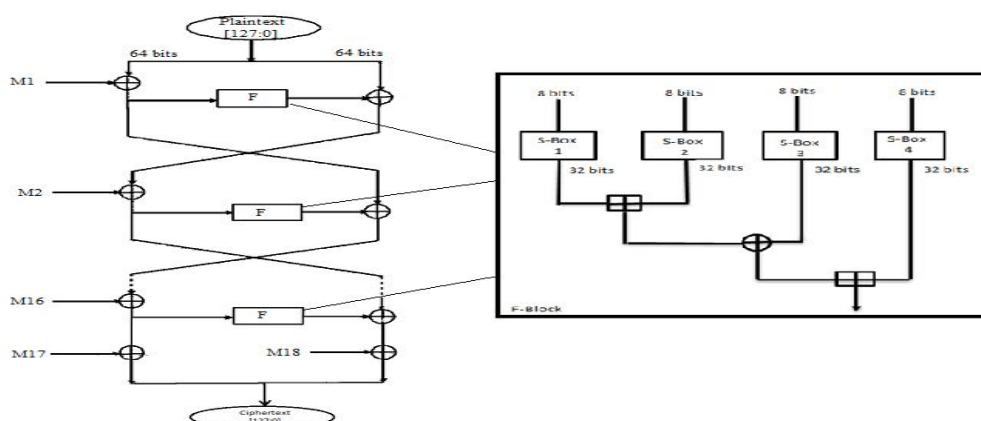 Plaintext
[127:0]
64 bits
64 bits
M1
F
M2
F
M16
F
M17
M18
Ciphertext
[127:0]
8 bits
8 bits
8 bits
8 bits
S-Box
1
S-Box
2
S-Box
3
S-Box
4
32 bits
32 bits
32 bits
32 bits
F-Block